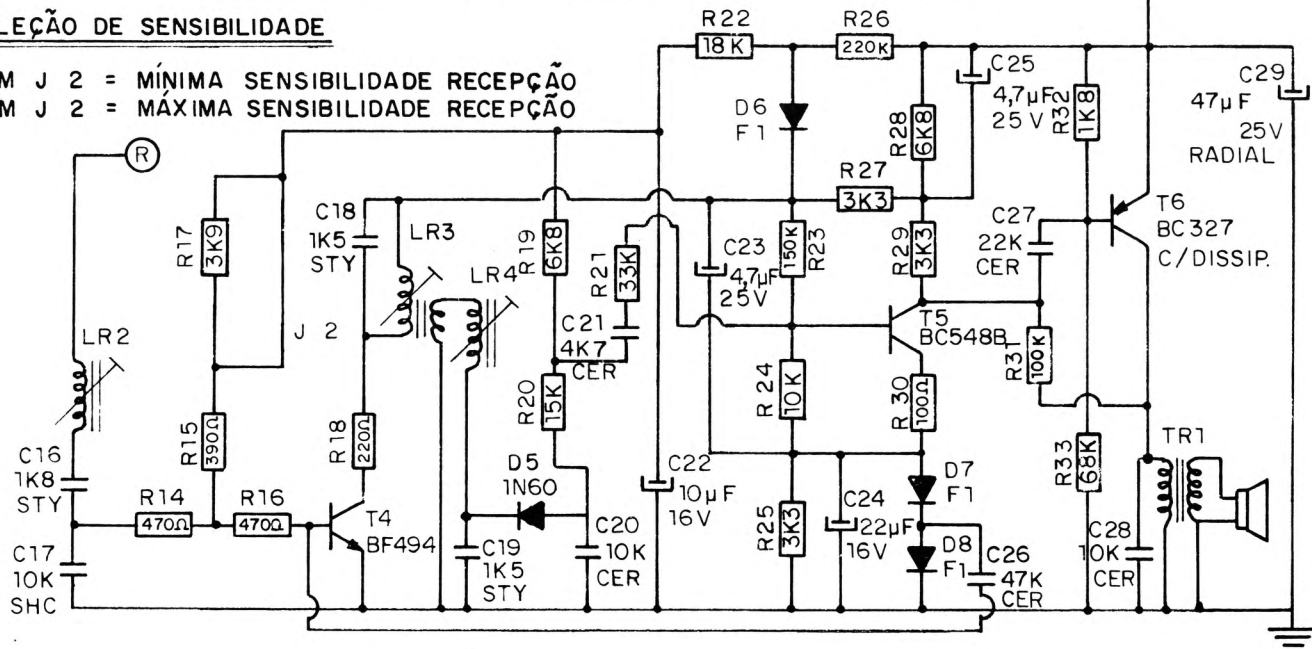 LEÇÃO DE SENSIBILIDADE
M J 2 = MÍNIMA SENSIBILIDADE RECEPÇÃO
M J 2 = MÁXIMA SENSIBILIDADE RECEPÇÃO
R
R22
18K
R26
220K
C25
4,7µF
25V
R32
1K8
C29
47µF
25V
RADIAL
D6
F1
R28
6K8
R27
3K3
R17
3K9
C18
1K5
STY
LR3
R19
6K8
R21
33K
C23
4,7µF
25V
150K
R23
R29
3K3
C27
22K
CER
T6
BC327
C/DISSIP.
LR2
J 2
LR4
C21
4K7
CER
T5
BC548B
R31
100K
R15
390Ω
R18
220Ω
R20
15K
R24
10K
R30
100Ω
C16
1K8
STY
R14
470Ω
R16
470Ω
T4
BF494
D5
1N60
C22
10µF
16V
D7
F1
R33
68K
TR1
C17
10K
SHC
C19
1K5
STY
C20
10K
CER
R25
3K3
C24
22µF
16V
D8
F1
C26
47K
CER
C28
10K
CER